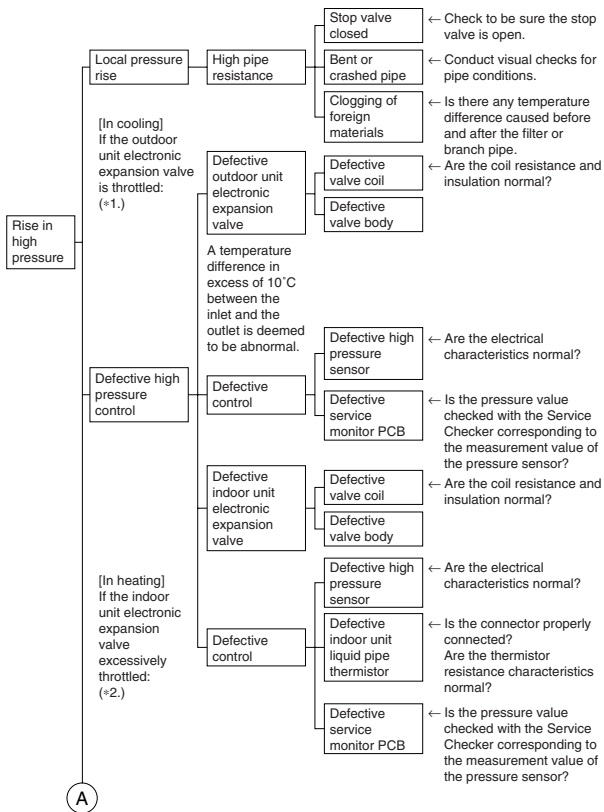 Rise in
high
pressure
Local pressure
rise
High pipe
resistance
Stop valve
closed
← Check to be sure the stop
valve is open.
Bent or
crashed pipe
← Conduct visual checks for
pipe conditions.
Clogging of
foreign
materials
← Is there any temperature
difference caused before
and after the filter or
branch pipe.
[In cooling]
If the outdoor
unit electronic
expansion valve
is throttled:
(*1.)
Defective
outdoor unit
electronic
expansion
valve
Defective
valve coil
← Are the coil resistance and
insulation normal?
Defective
valve body
A temperature
difference in
excess of 10˚C
between the
inlet and the
outlet is deemed
to be abnormal.
Defective high
pressure
control
Defective
control
Defective high
pressure
sensor
← Are the electrical
characteristics normal?
Defective
service
monitor PCB
← Is the pressure value
checked with the Service
Checker corresponding to
the measurement value of
the pressure sensor?
Defective
indoor unit
electronic
expansion
valve
Defective
valve coil
← Are the coil resistance and
insulation normal?
Defective
valve body
[In heating]
If the indoor
unit electronic
expansion
valve
excessively
throttled:
(*2.)
Defective
control
Defective high
pressure
sensor
← Are the electrical
characteristics normal?
Defective
indoor unit
liquid pipe
thermistor
← Is the connector properly
connected?
Are the thermistor
resistance characteristics
normal?
Defective
service
monitor PCB
← Is the pressure value
checked with the Service
Checker corresponding to
the measurement value of
the pressure sensor?
A